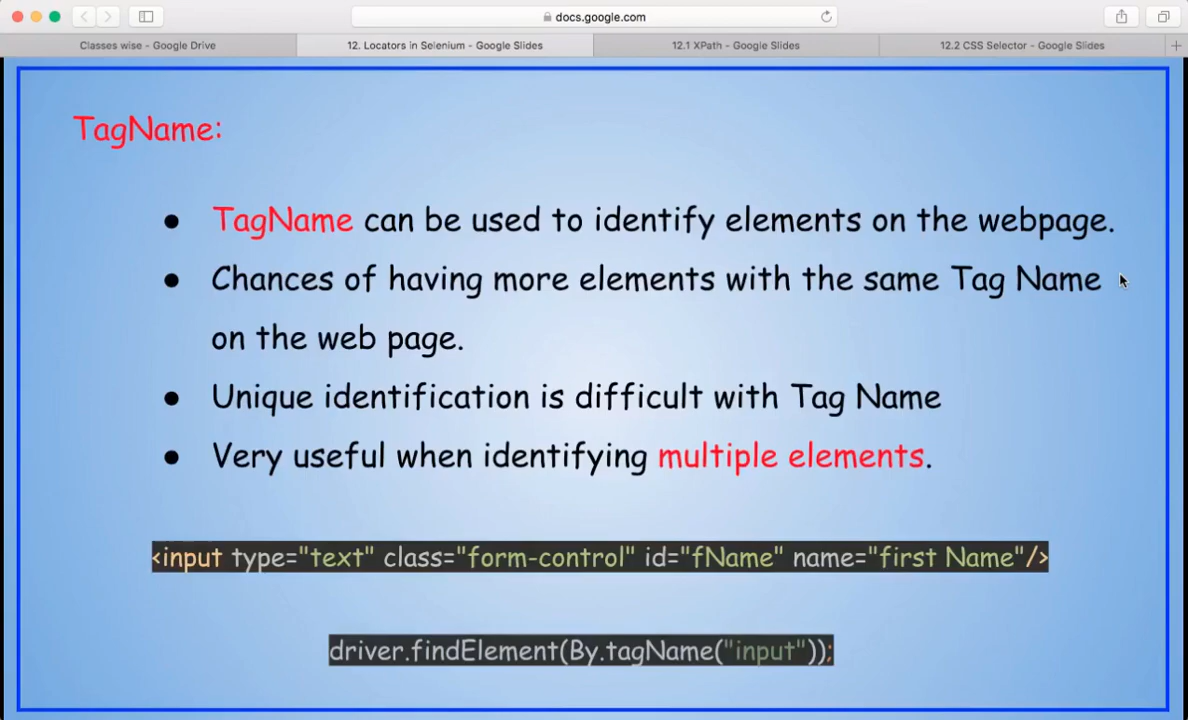 docs.google.com
Classes wise - Google Drive
12. Locators in Selenium - Google Slides
12.1 XPath - Google Slides
12.2 CSS Selector - Google Slides
TagName:
● TagName can be used to identify elements on the webpage.
● Chances of having more elements with the same Tag Name
on the web page.
● Unique identification is difficult with Tag Name
● Very useful when identifying multiple elements.
<input type="text" class="form-control" id="fName" name="first Name"/>
driver.findElement(By.tagName("input"));